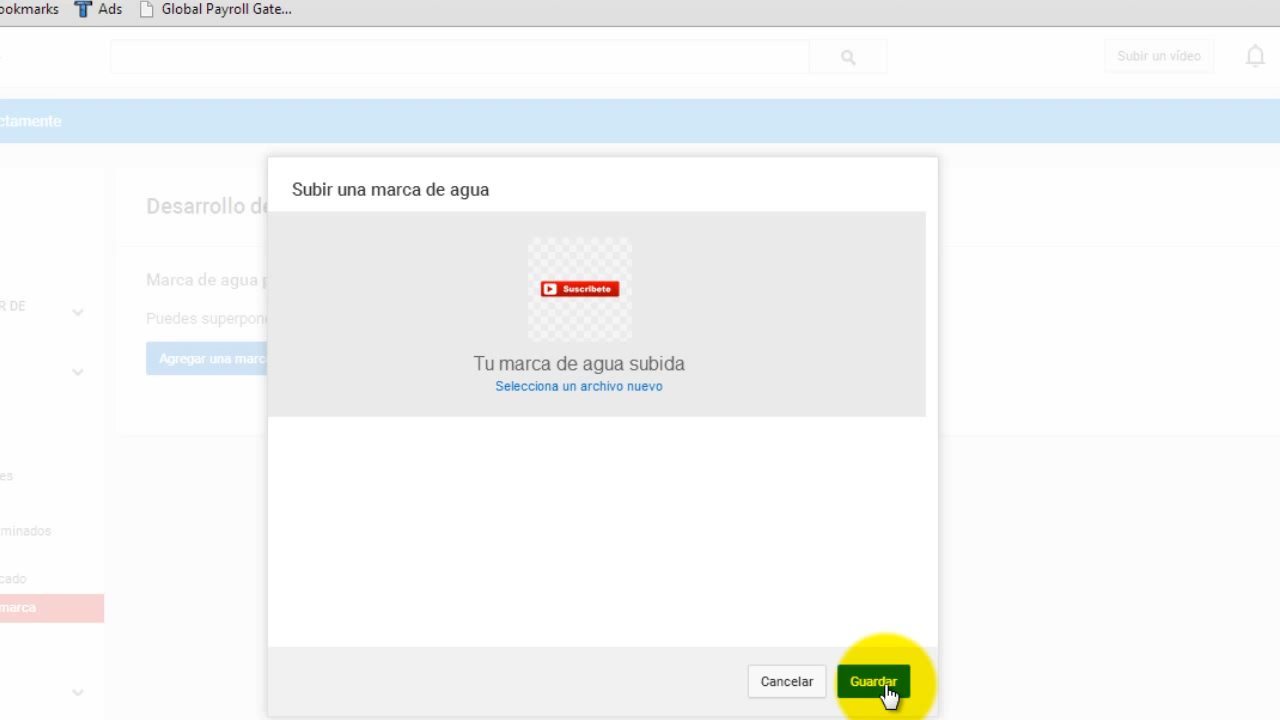 ookmarks Ads Global Payroll Gate...
Subir un vídeo
ctamente
Subir una marca de agua
Desarrollo de
Suscríbete
Marca de agua p
R DE
Puedes superpon
Agregar una marc
Tu marca de agua subida
Selecciona un archivo nuevo
es
minados
cado
marca
Cancelar Guardar